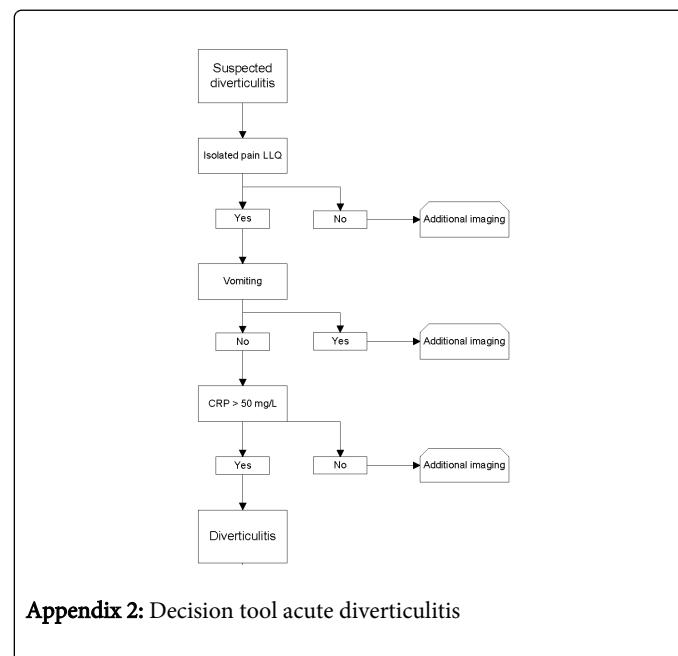 Suspected
diverticulitis
Isolated pain LLQ
Yes
No
Additional imaging
Vomiting
No
Yes
Additional imaging
CRP > 50 mg/L
Yes
No
Additional imaging
Diverticulitis
Appendix 2: Decision tool acute diverticulitis